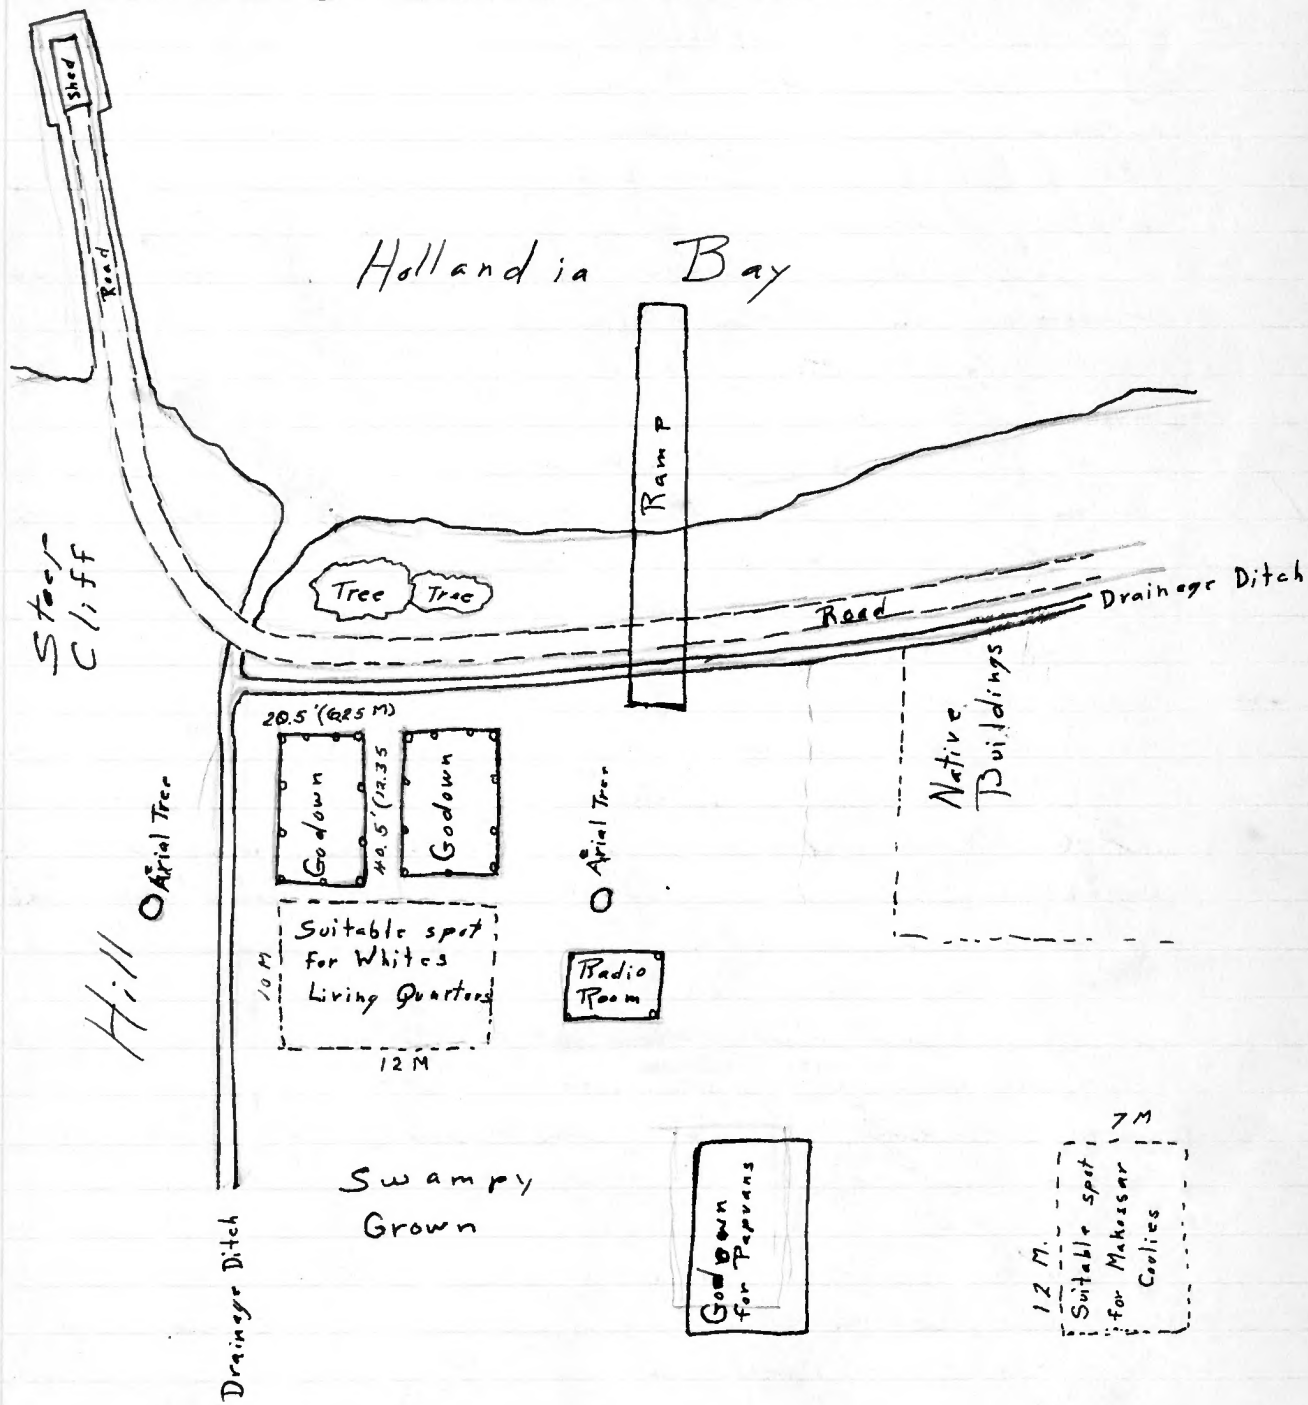 Shed
Road
Hollandia Bay
Ramp
Steep
Cliff
Tree
Tree
Road
Drainage Ditch
Native
Buildings
20.5' (6.25 M)
40.5' (12.35
Godown
Godown
Arial Tree
Arial Tree
Hill
Suitable spot
for Whites
Living Quarters
10 M
12 M
Radio
Room
Swampy
Grown
Drainage Ditch
Godown
for Papuans
7 M
12 M.
Suitable spot
for Makassar
Coolies